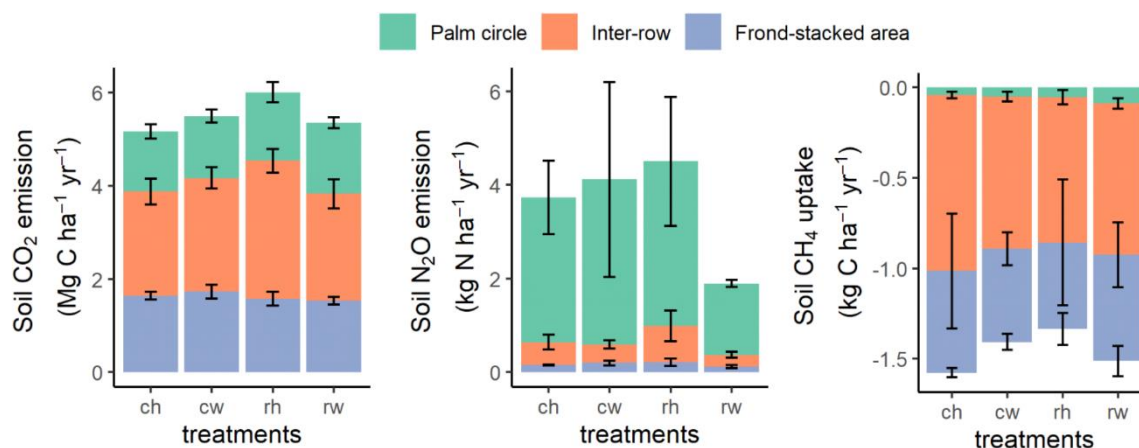 Palm circle Inter-row Frond-stacked area
Soil CO₂ emission
(Mg C ha⁻¹ yr⁻¹)
6
4
2
0
ch cw rh rw
treatments
Soil N₂O emission
(kg N ha⁻¹ yr⁻¹)
6
4
2
0
ch cw rh rw
treatments
Soil CH₄ uptake
(kg C ha⁻¹ yr⁻¹)
0.0
-0.5
-1.0
-1.5
ch cw rh rw
treatments